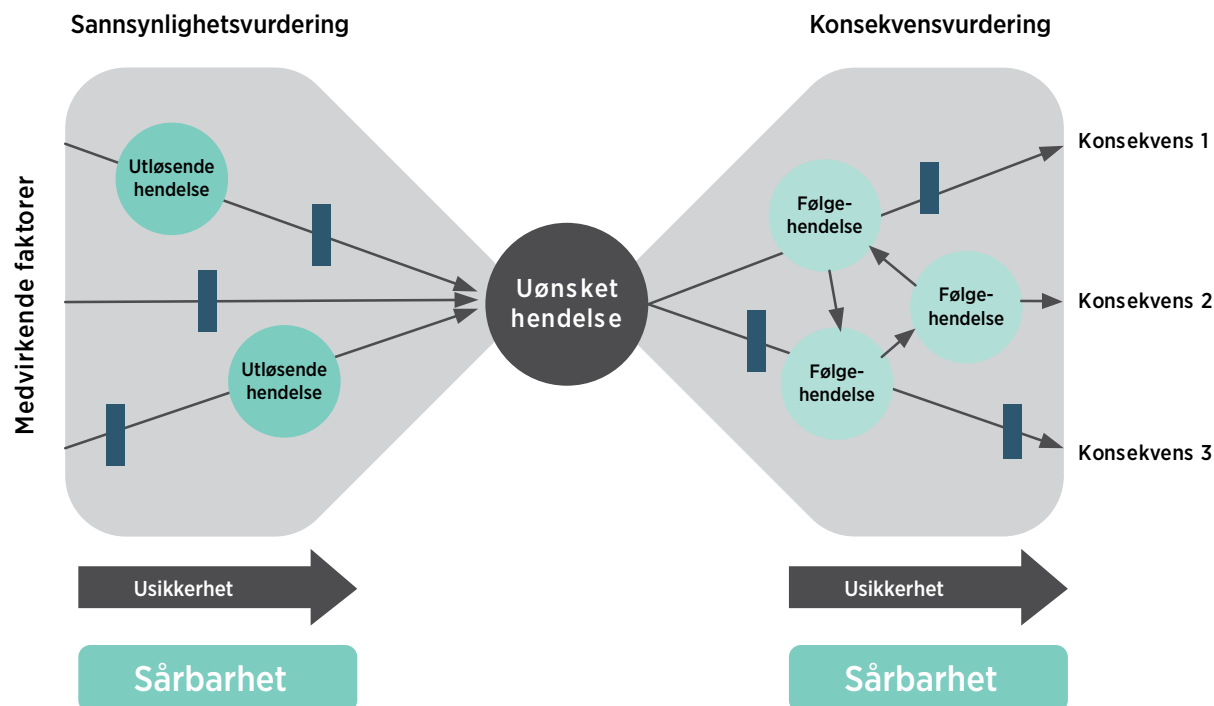 Sannsynlighetsvurdering
Konsekvensvurdering
Medvirkende faktorer
Utløsende
hendelse
Utløsende
hendelse
Uønsket
hendelse
Følge-
hendelse
Følge-
hendelse
Følge-
hendelse
Konsekvens 1
Konsekvens 2
Konsekvens 3
Usikkerhet
Usikkerhet
Sårbarhet
Sårbarhet